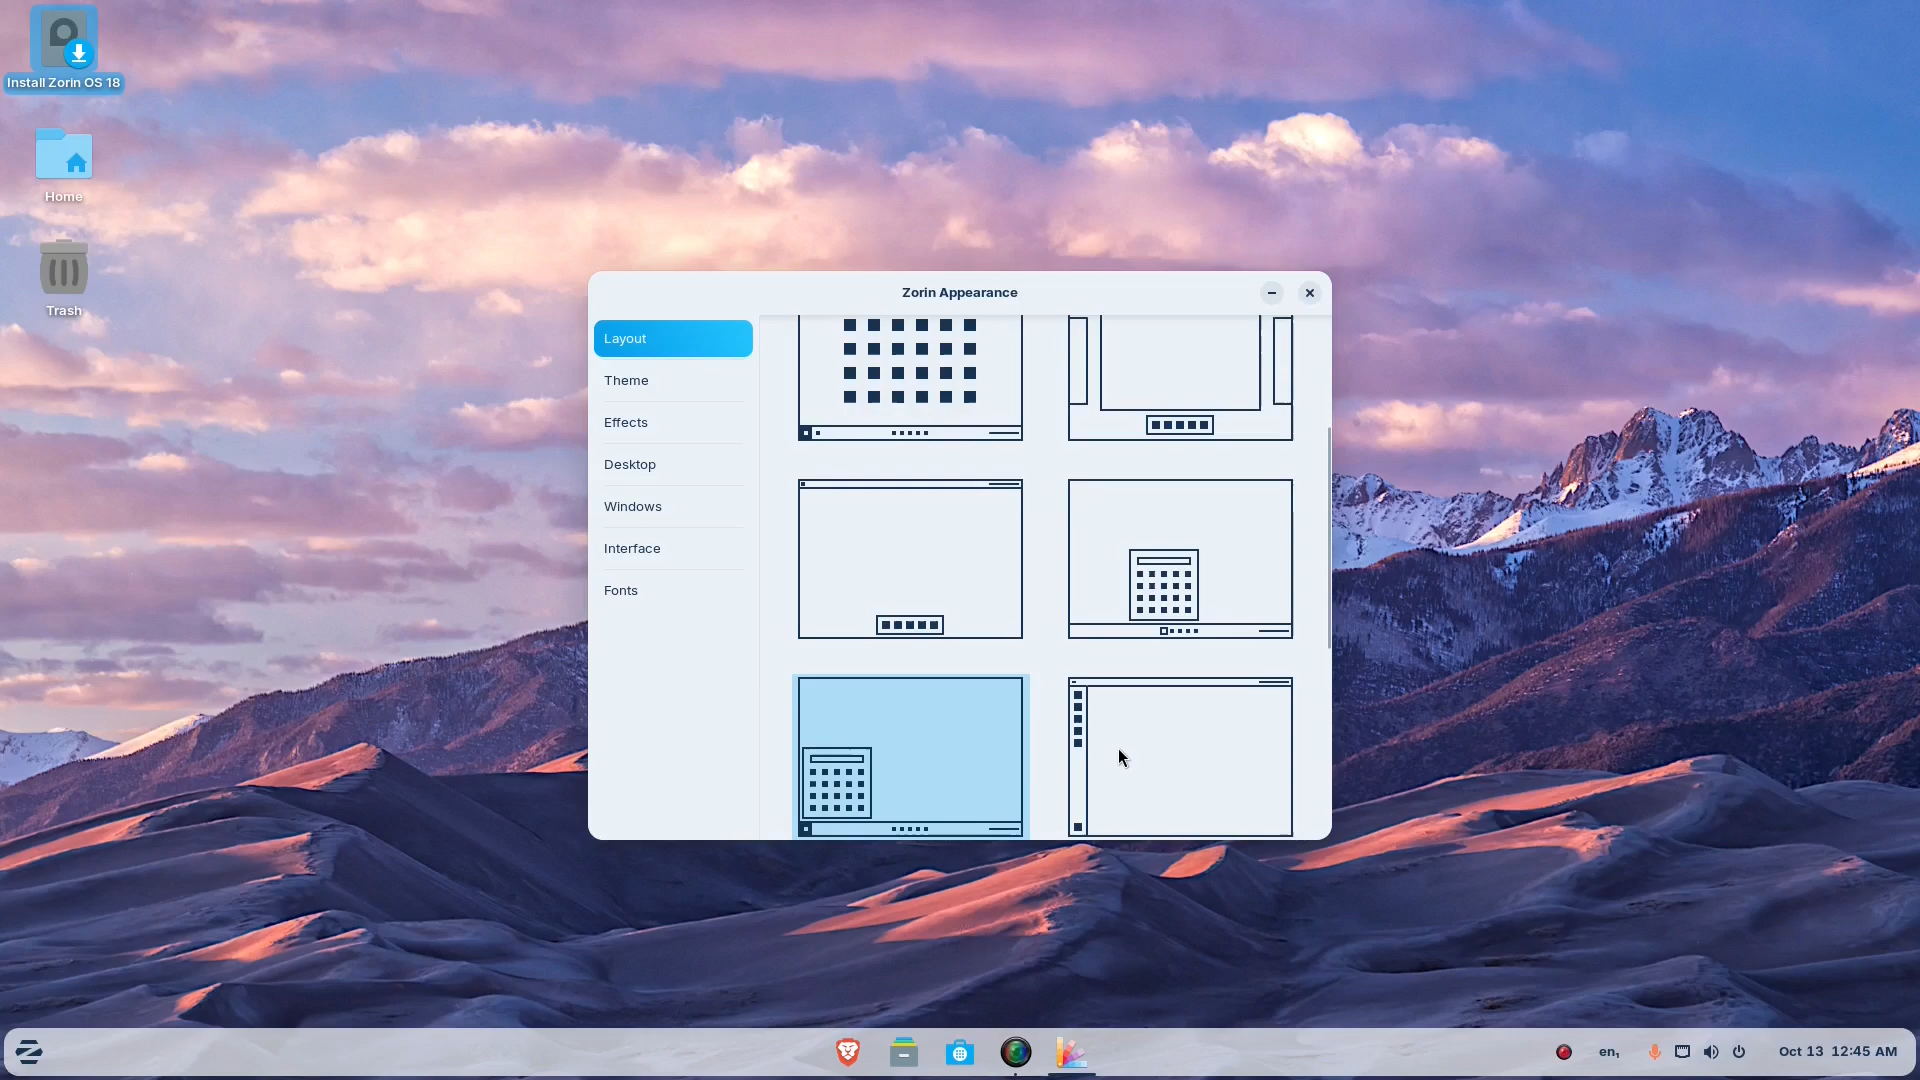 Install Zorin OS 18
Home
Trash
Zorin Appearance
Layout
Theme
Effects
Desktop
Windows
Interface
Fonts
en₁
Oct 13 12:45 AM